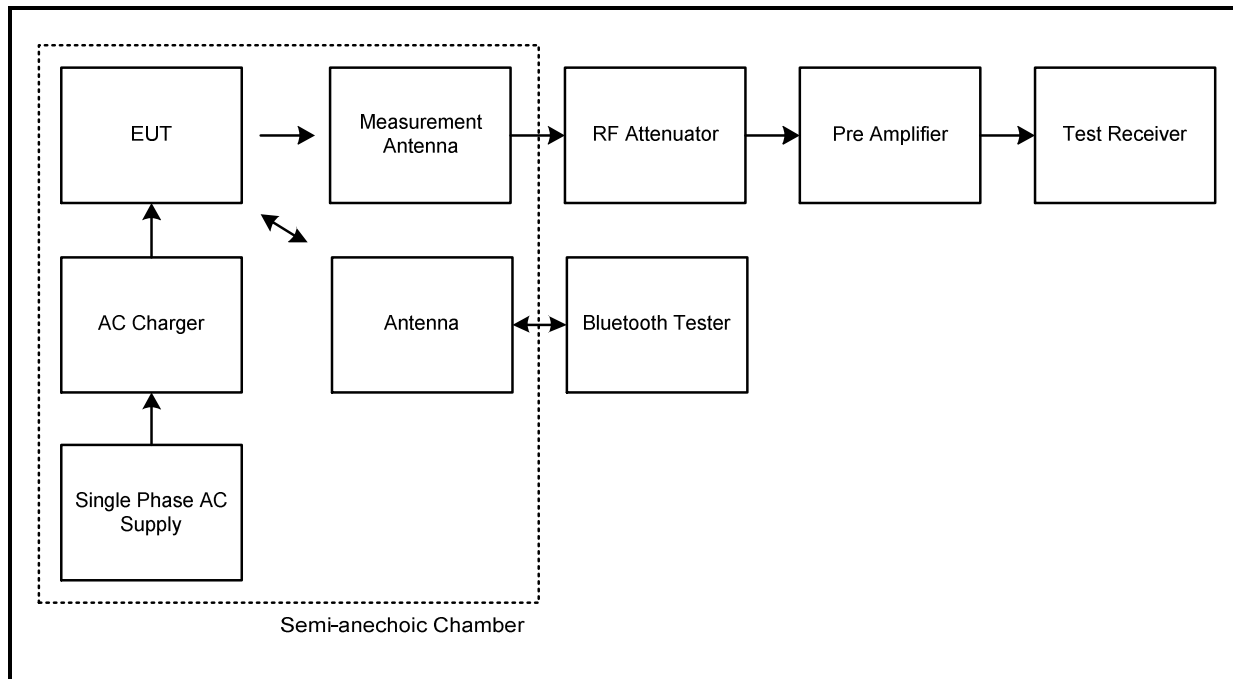 EUT
Measurement
Antenna
RF Attenuator
Pre Amplifier
Test Receiver
AC Charger
Antenna
Bluetooth Tester
Single Phase AC
Supply
Semi-anechoic Chamber